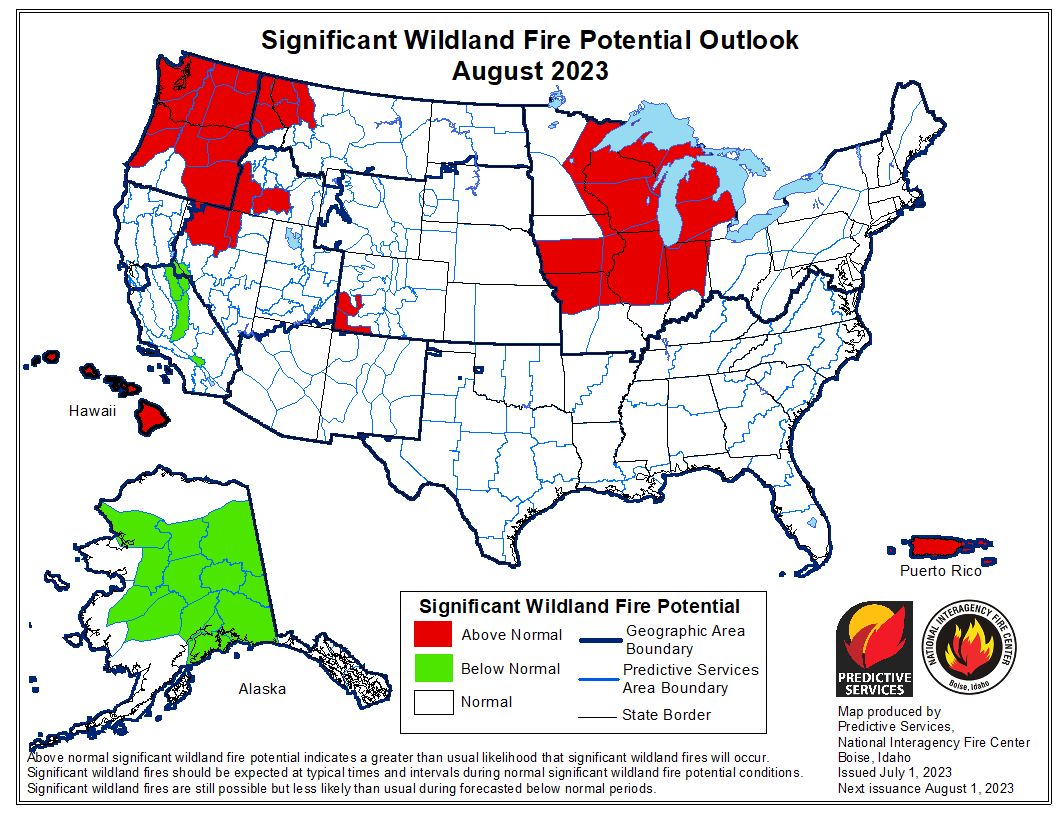 Significant Wildland Fire Potential Outlook
August 2023
Hawaii
Puerto Rico
Alaska
Significant Wildland Fire Potential
Above Normal
Below Normal
Normal
Geographic Area
Boundary
Predictive Services
Area Boundary
State Border
PREDICTIVE
SERVICES
NATIONAL INTERAGENCY FIRE CENTER
Boise, Idaho
Map produced by
Predictive Services,
National Interagency Fire Center
Boise, Idaho
Issued July 1, 2023
Next issuance August 1, 2023
Above normal significant wildland fire potential indicates a greater than usual likelihood that significant wildland fires will occur.
Significant wildland fires should be expected at typical times and intervals during normal significant wildland fire potential conditions.
Significant wildland fires are still possible but less likely than usual during forecasted below normal periods.